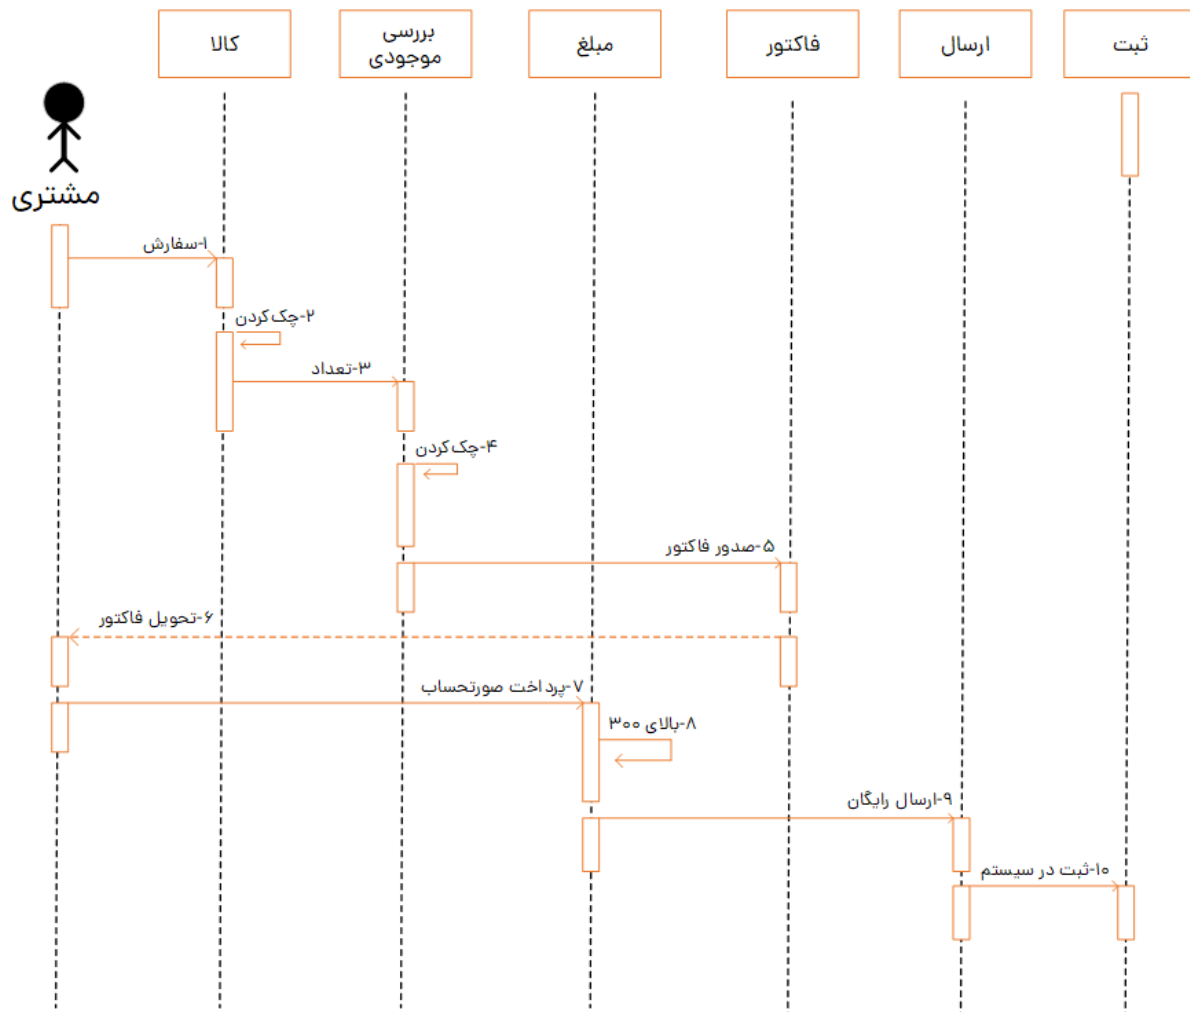 ثبت
ارسال
فاکتور
مبلغ
بررسی
موجودی
کالا
مشتری
۱-سفارش
۲-چک کردن
۳-تعداد
۴-چک کردن
۵-صدور فاکتور
۶-تحویل فاکتور
۷-پرداخت صورتحساب
۸-بالای ۳۰۰
۹-ارسال رایگان
۱۰-ثبت در سیستم